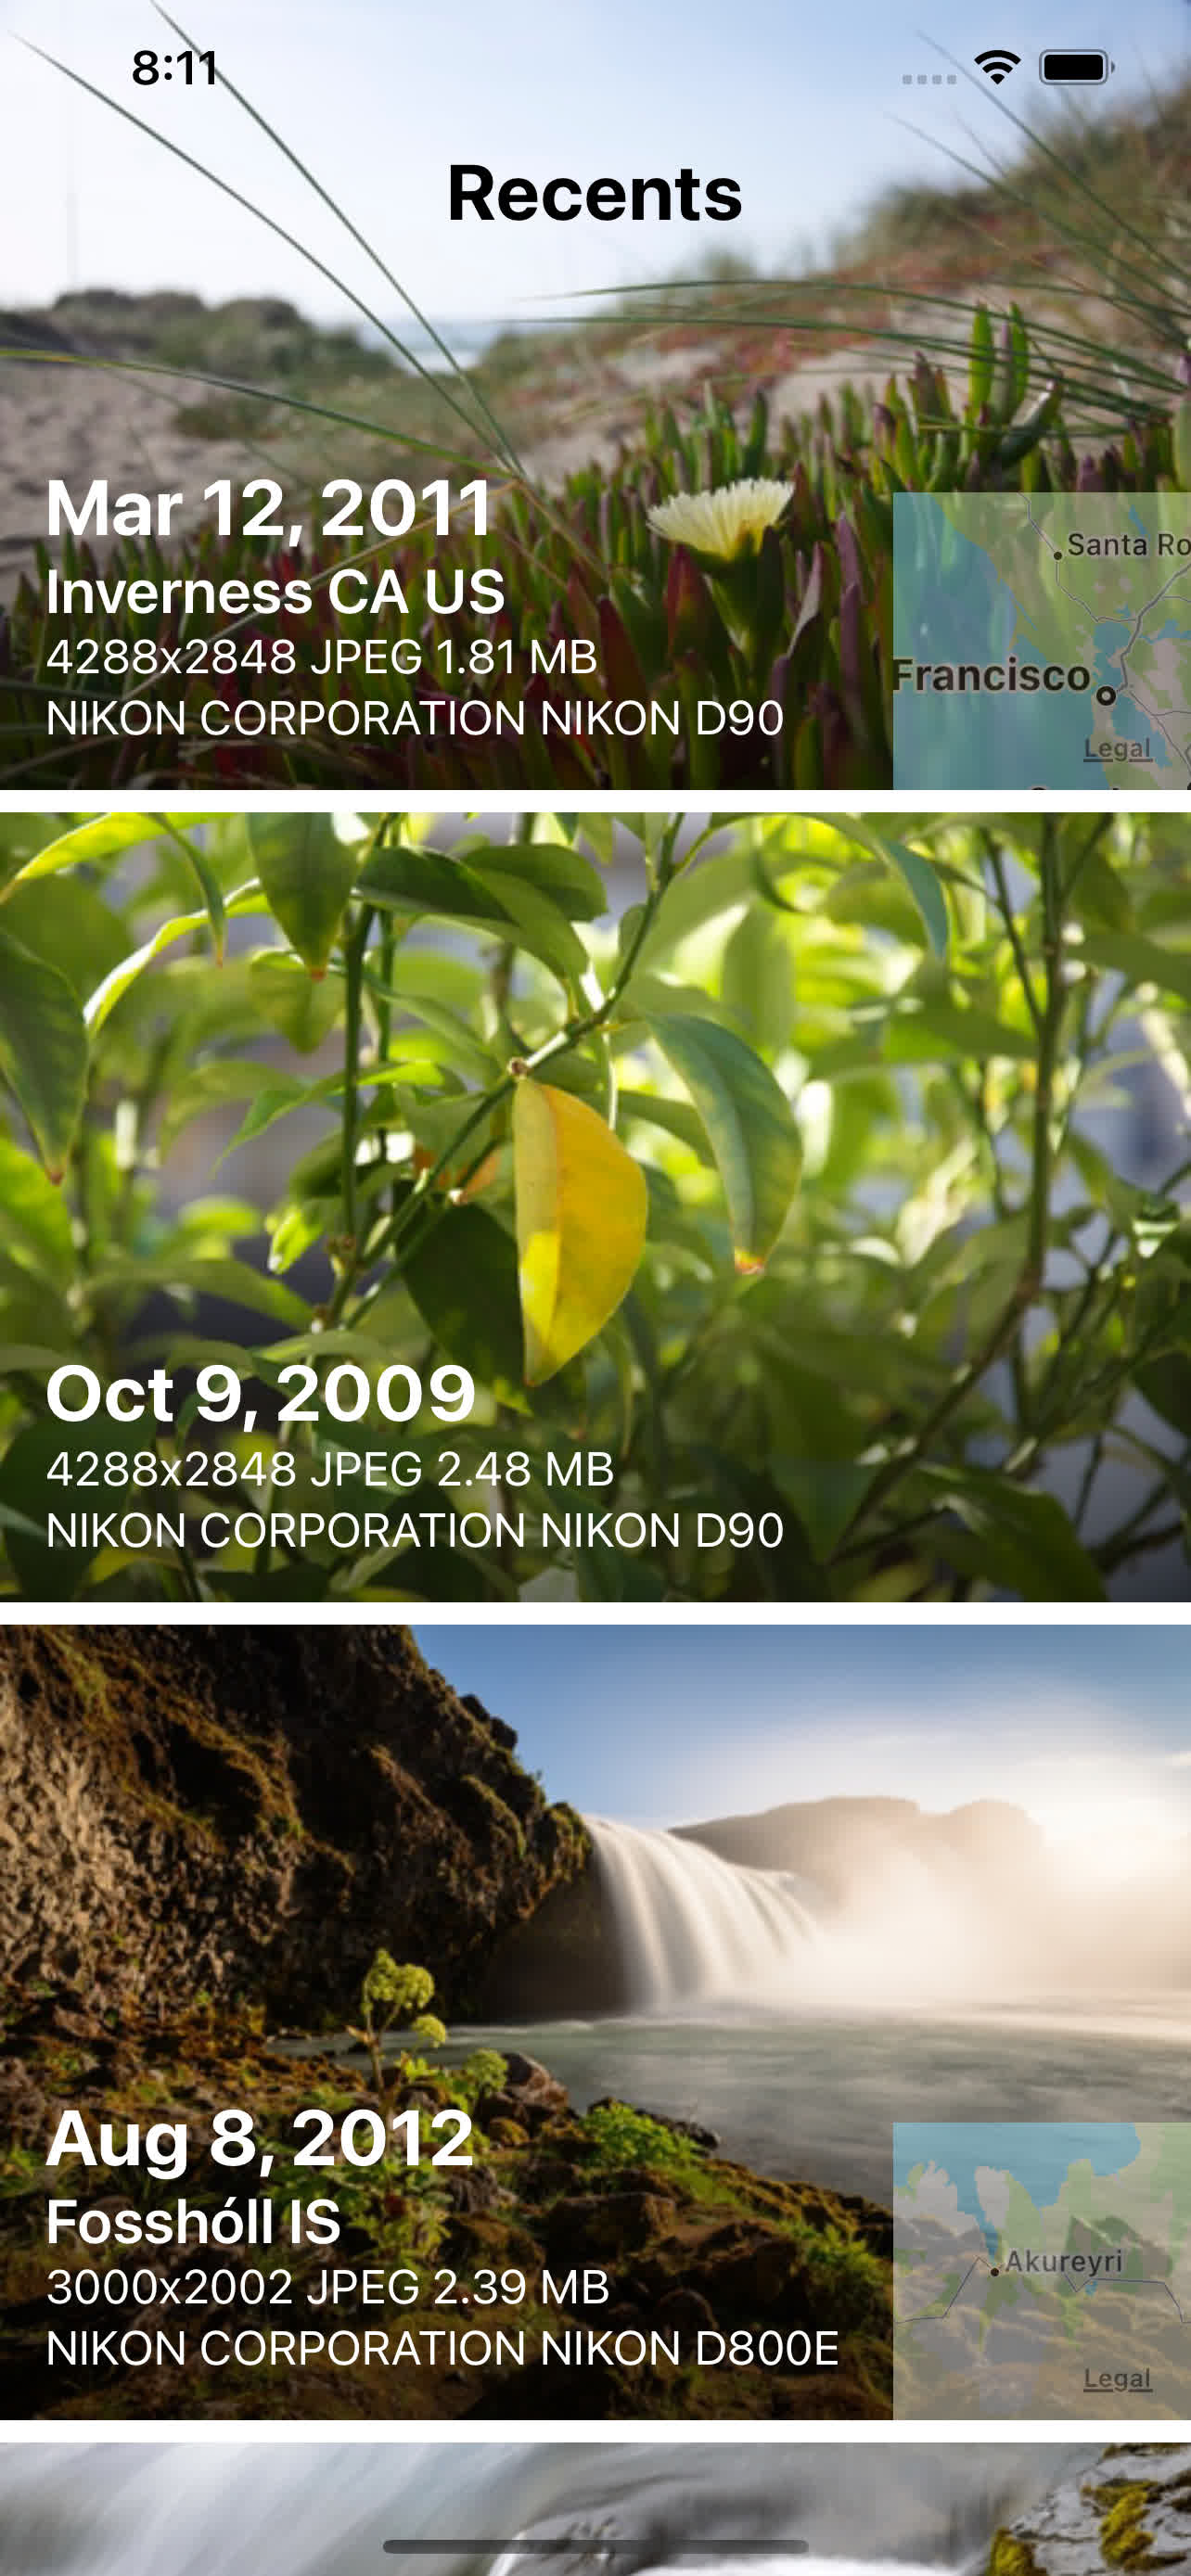 8:11
Recents
Mar 12, 2011
Inverness CA US
4288x2848 JPEG 1.81 MB
NIKON CORPORATION NIKON D90
Santa Ro
Francisco
Legal
Oct 9, 2009
4288x2848 JPEG 2.48 MB
NIKON CORPORATION NIKON D90
Aug 8, 2012
Fosshóll IS
3000x2002 JPEG 2.39 MB
NIKON CORPORATION NIKON D800E
Akureyri
Legal